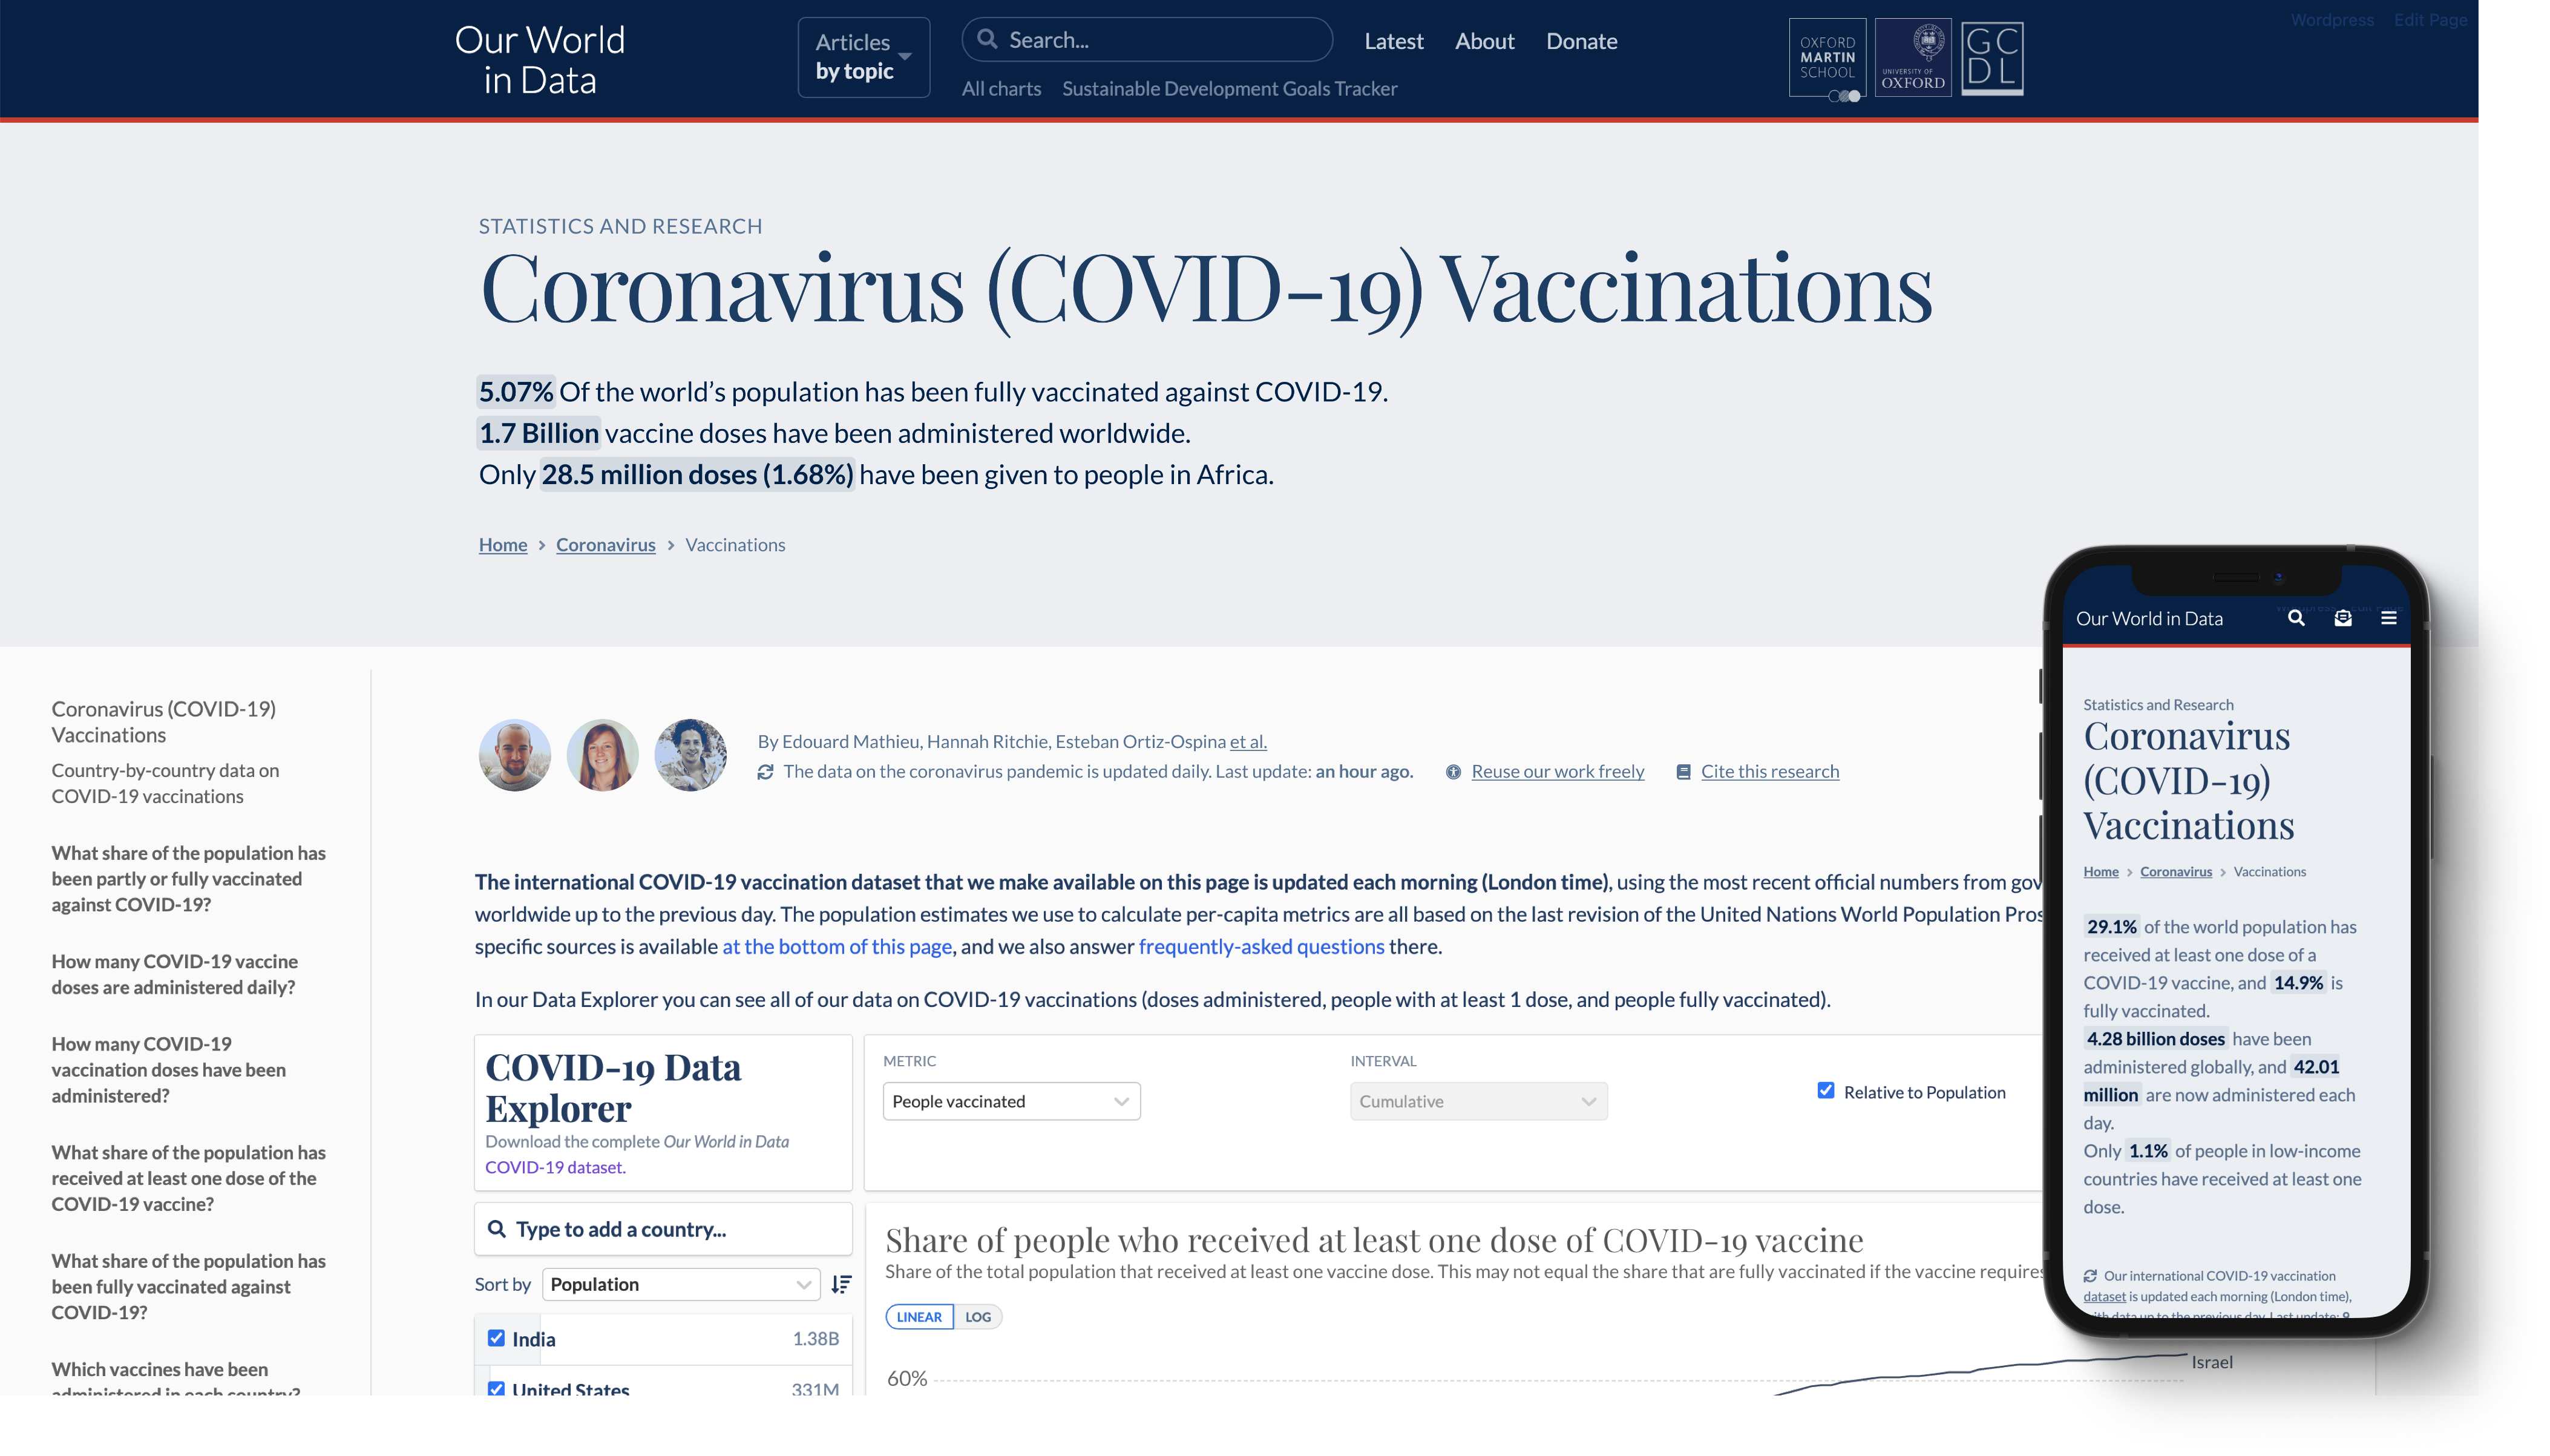 Our World
in Data
Articles
by topic
Search...
Latest About Donate
All charts Sustainable Development Goals Tracker
OXFORD
MARTIN
SCHOOL
UNIVERSITY OF
OXFORD
GC
DL
Wordpress Edit Page
STATISTICS AND RESEARCH
Coronavirus (COVID-19) Vaccinations
5.07% Of the world's population has been fully vaccinated against COVID-19.
1.7 Billion vaccine doses have been administered worldwide.
Only 28.5 million doses (1.68%) have been given to people in Africa.
Home > Coronavirus > Vaccinations
Coronavirus (COVID-19)
Vaccinations
Country-by-country data on
COVID-19 vaccinations
What share of the population has
been partly or fully vaccinated
against COVID-19?
How many COVID-19 vaccine
doses are administered daily?
How many COVID-19
vaccination doses have been
administered?
What share of the population has
received at least one dose of the
COVID-19 vaccine?
What share of the population has
been fully vaccinated against
COVID-19?
Which vaccines have been
administered in each country?
By Edouard Mathieu, Hannah Ritchie, Esteban Ortiz-Ospina et al.
The data on the coronavirus pandemic is updated daily. Last update: an hour ago. Reuse our work freely Cite this research
The international COVID-19 vaccination dataset that we make available on this page is updated each morning (London time), using the most recent official numbers from gov
worldwide up to the previous day. The population estimates we use to calculate per-capita metrics are all based on the last revision of the United Nations World Population Pros
specific sources is available at the bottom of this page, and we also answer frequently-asked questions there.
In our Data Explorer you can see all of our data on COVID-19 vaccinations (doses administered, people with at least 1 dose, and people fully vaccinated).
COVID-19 Data
Explorer
Download the complete Our World in Data
COVID-19 dataset.
METRIC
People vaccinated
INTERVAL
Cumulative
Relative to Population
Type to add a country...
Sort by Population
India 1.38B
United States 331M
Share of people who received at least one dose of COVID-19 vaccine
Share of the total population that received at least one vaccine dose. This may not equal the share that are fully vaccinated if the vaccine requires
LINEAR LOG
60%
Israel
Our World in Data
Statistics and Research
Coronavirus
(COVID-19)
Vaccinations
Home > Coronavirus > Vaccinations
29.1% of the world population has
received at least one dose of a
COVID-19 vaccine, and 14.9% is
fully vaccinated.
4.28 billion doses have been
administered globally, and 42.01
million are now administered each
day.
Only 1.1% of people in low-income
countries have received at least one
dose.
Our international COVID-19 vaccination
dataset is updated each morning (London time),
with data up to the previous day. Last update: 9